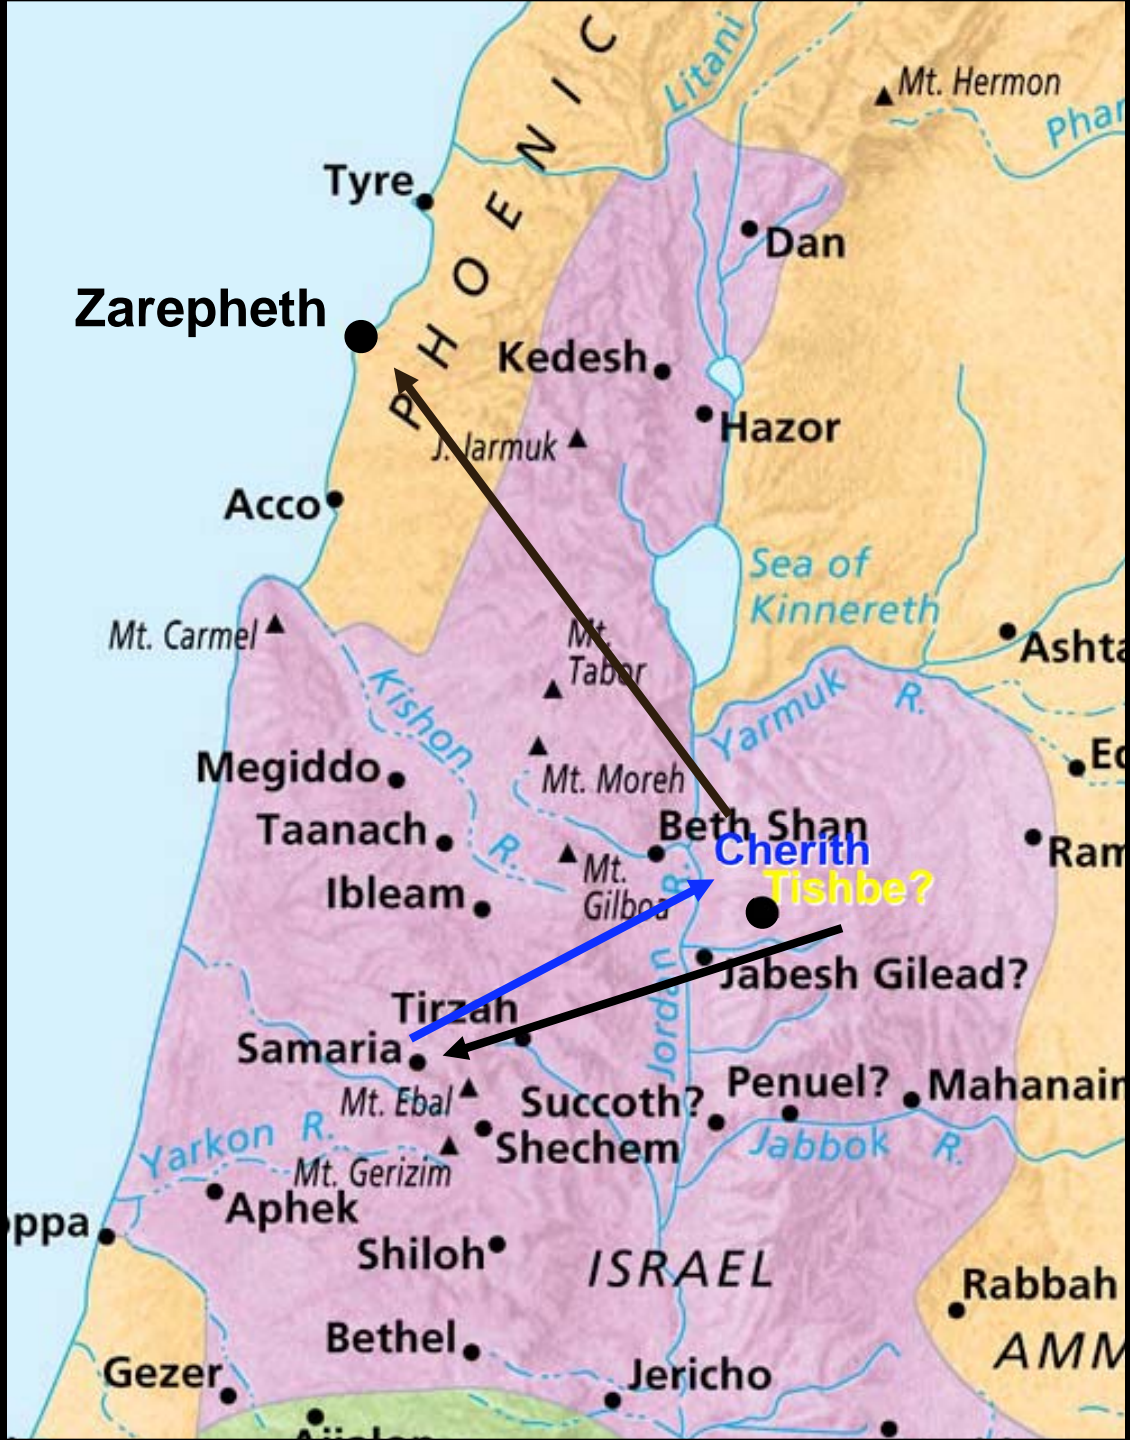 PHOENIC
Litani
Mt. Hermon
Phar
Tyre
Dan
Zarepheth
Kedesh
Hazor
J. Jarmuk
Acco
Sea of
Kinnereth
Mt. Carmel
Mt.
Tabor
Ashta
Kishon
R.
Yarmuk R.
Megiddo
Mt. Moreh
Ed
Taanach
Beth Shan
Cherith
Ram
Mt.
Gilboa
Tishbe?
Ibleam
Jordan R.
Jabesh Gilead?
Tirzah
Samaria
Mt. Ebal
Succoth?
Penuel?
Mahanaim
Shechem
Jabbok R.
Yarkon R.
Mt. Gerizim
Aphek
oppa
Shiloh
ISRAEL
Rabbah
AMM
Bethel
Jericho
Gezer
Aijalon